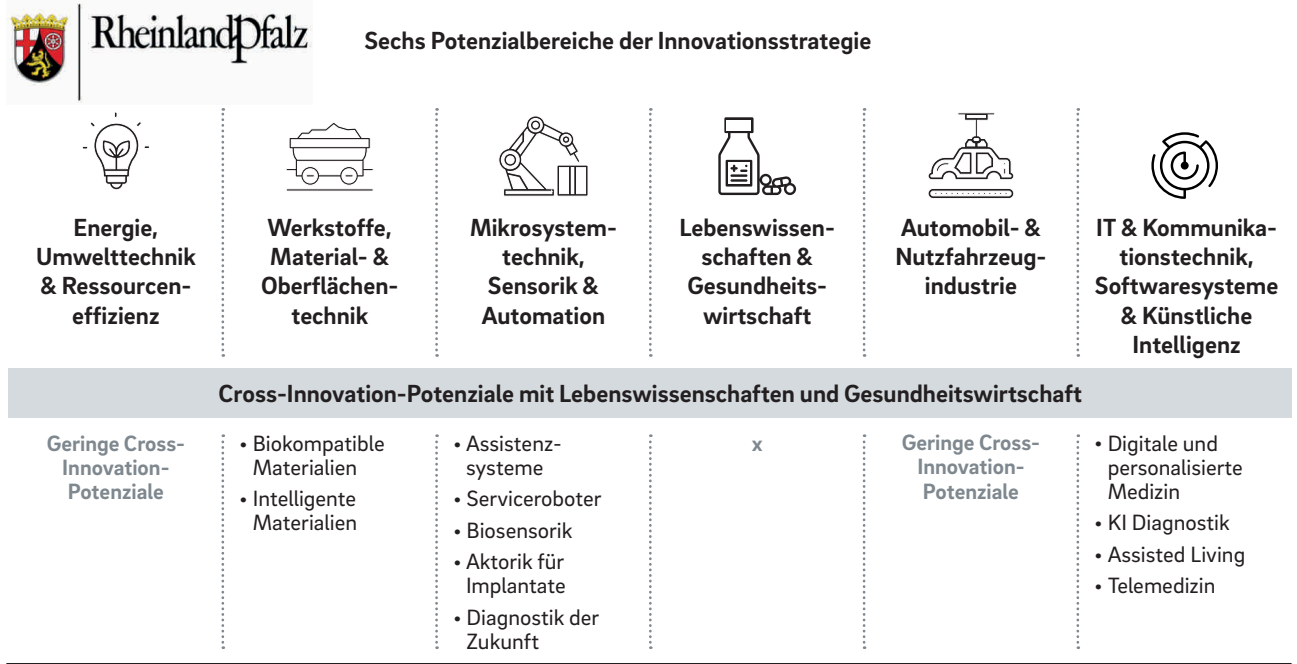 RheinlandPfalz
Sechs Potenzialbereiche der Innovationsstrategie
Energie,
Umwelttechnik
& Ressourcen-
effizienz
Werkstoffe,
Material- &
Oberflächen-
technik
Mikrosystem-
technik,
Sensorik &
Automation
Lebenswissen-
schaften &
Gesundheits-
wirtschaft
Automobil- &
Nutzfahrzeug-
industrie
IT & Kommunika-
tionstechnik,
Softwaresysteme
& Künstliche
Intelligenz
Cross-Innovation-Potenziale mit Lebenswissenschaften und Gesundheitswirtschaft
Geringe Cross-
Innovation-
Potenziale
• Biokompatible
Materialien
• Intelligente
Materialien
• Assistenz-
systeme
• Serviceroboter
• Biosensorik
• Aktorik für
Implantate
• Diagnostik der
Zukunft
x
Geringe Cross-
Innovation-
Potenziale
• Digitale und
personalisierte
Medizin
• KI Diagnostik
• Assisted Living
• Telemedizin